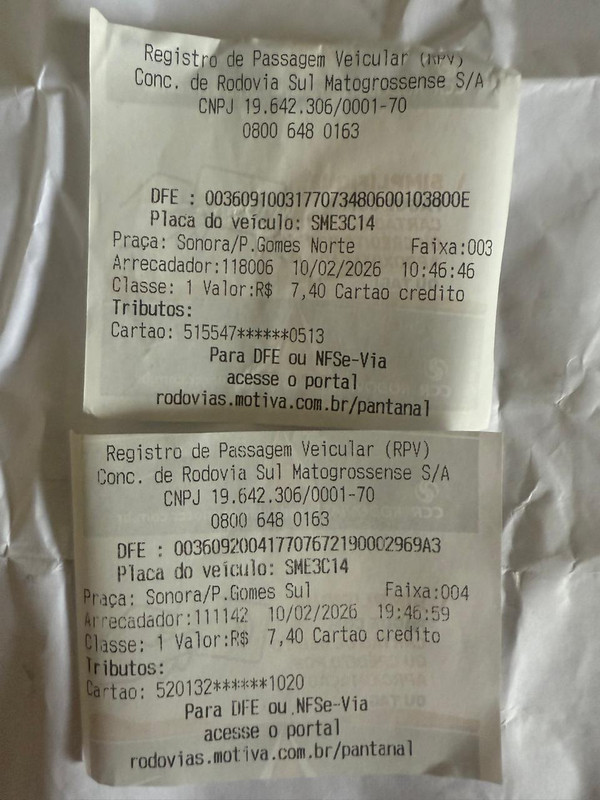 Registro de Passagem Veicular (RPV)
Conc. de Rodovia Sul Matogrossense S/A
CNPJ 19.642.306/0001-70
0800 648 0163
DFE : 0036091003177073480600103800E
Placa do veículo: SME3C14
Praça: Sonora/P.Gomes Norte Faixa:003
Arrecadador:118006 10/02/2026 10:46:46
Classe: 1 Valor:R$ 7,40 Cartao credito
Tributos:
Cartao: 515547******0513
Para DFE ou NFSe-Via
acesse o portal
rodovias.motiva.com.br/pantanal
Registro de Passagem Veicular (RPV)
Conc. de Rodovia Sul Matogrossense S/A
CNPJ 19.642.306/0001-70
0800 648 0163
DFE : 003609200417707672190002969A3
Placa do veículo: SME3C14
Praça: Sonora/P.Gomes Sul Faixa:004
Arrecadador:111142 10/02/2026 19:46:59
Classe: 1 Valor:R$ 7,40 Cartao credito
Tributos:
Cartao: 520132******1020
Para DFE ou NFSe-Via
acesse o portal
rodovias.motiva.com.br/pantanal